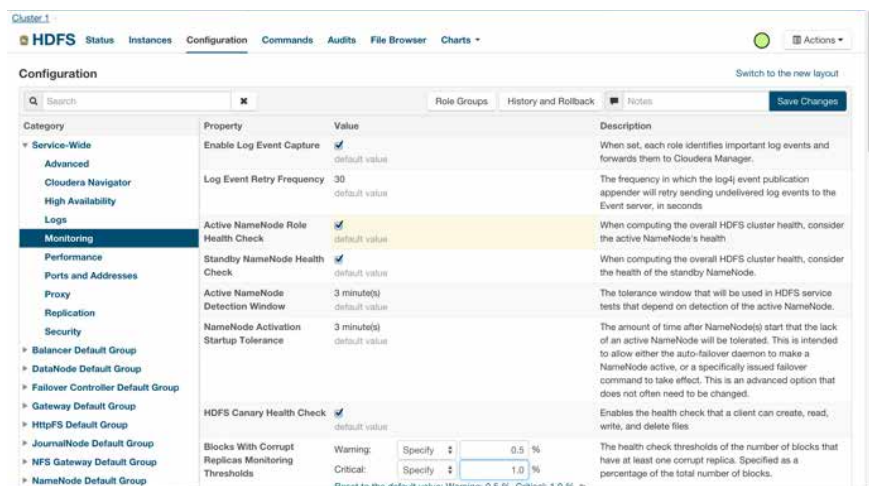 Cluster 1
HDFS Status Instances Configuration Commands Audits File Browser Charts Actions
Configuration Switch to the new layout
Search Role Groups History and Rollback Notes Save Changes
Category Property Value Description
Service-Wide
Advanced
Cloudera Navigator
High Availability
Logs
Monitoring
Performance
Ports and Addresses
Proxy
Replication
Security
Balancer Default Group
DataNode Default Group
Failover Controller Default Group
Gateway Default Group
HttpFS Default Group
JournalNode Default Group
NFS Gateway Default Group
NameNode Default Group
Enable Log Event Capture
default value
When set, each role identifies important log events and
forwards them to Cloudera Manager.
Log Event Retry Frequency 30
default value
The frequency in which the log4j event publication
appender will retry sending undelivered log events to the
Event server, in seconds
Active NameNode Role
Health Check
default value
When computing the overall HDFS cluster health, consider
the active NameNode's health
Standby NameNode Health
Check
default value
When computing the overall HDFS cluster health, consider
the health of the standby NameNode.
Active NameNode
Detection Window
3 minute(s)
default value
The tolerance window that will be used in HDFS service
tests that depend on detection of the active NameNode.
NameNode Activation
Startup Tolerance
3 minute(s)
default value
The amount of time after NameNode(s) start that the lack
of an active NameNode will be tolerated. This is intended
to allow either the auto-failover daemon to make a
NameNode active, or a specifically issued failover
command to take effect. This is an advanced option that
does not often need to be changed.
HDFS Canary Health Check
default value
Enables the health check that a client can create, read,
write, and delete files
Blocks With Corrupt
Replicas Monitoring
Thresholds
Warning: Specify 0.5 %
Critical: Specify 1.0 %
Reset to the default value: Warning: 0.5 %, Critical: 1.0 %
The health check thresholds of the number of blocks that
have at least one corrupt replica. Specified as a
percentage of the total number of blocks.